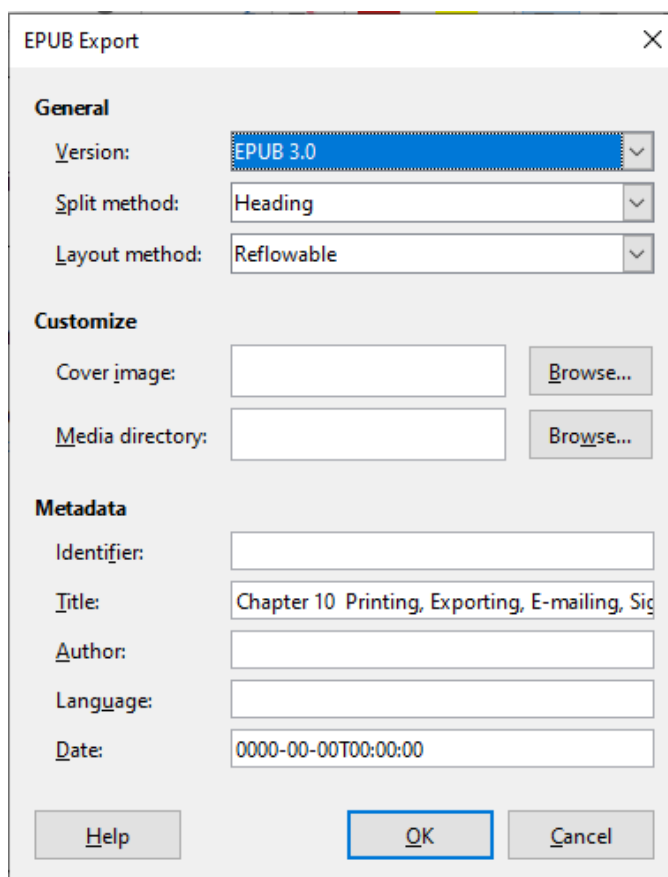 EPUB Export
General
Version: EPUB 3.0
Split method: Heading
Layout method: Reflowable
Customize
Cover image: Browse...
Media directory: Browse...
Metadata
Identifier:
Title: Chapter 10 Printing, Exporting, E-mailing, Sig
Author:
Language:
Date: 0000-00-00T00:00:00
Help OK Cancel